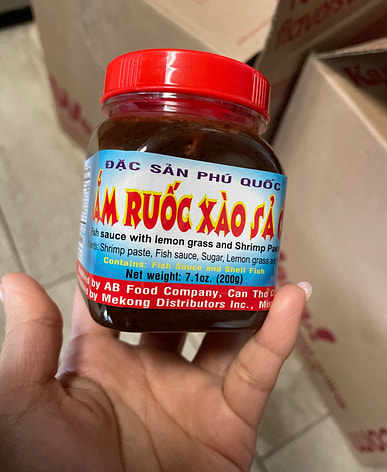 ĐẶC SẢN PHÚ QUỐC
ẮM RUỐC XÀO SẢ
Fish sauce with lemon grass and Shrimp Paste
Shrimp paste, Fish sauce, Sugar, Lemon grass and
Contains: Fish Sauce and Shell Fish
Net weight: 7.1oz. (200g)
by AB Food Company, Can Tho
by Mekong Distributors Inc.,